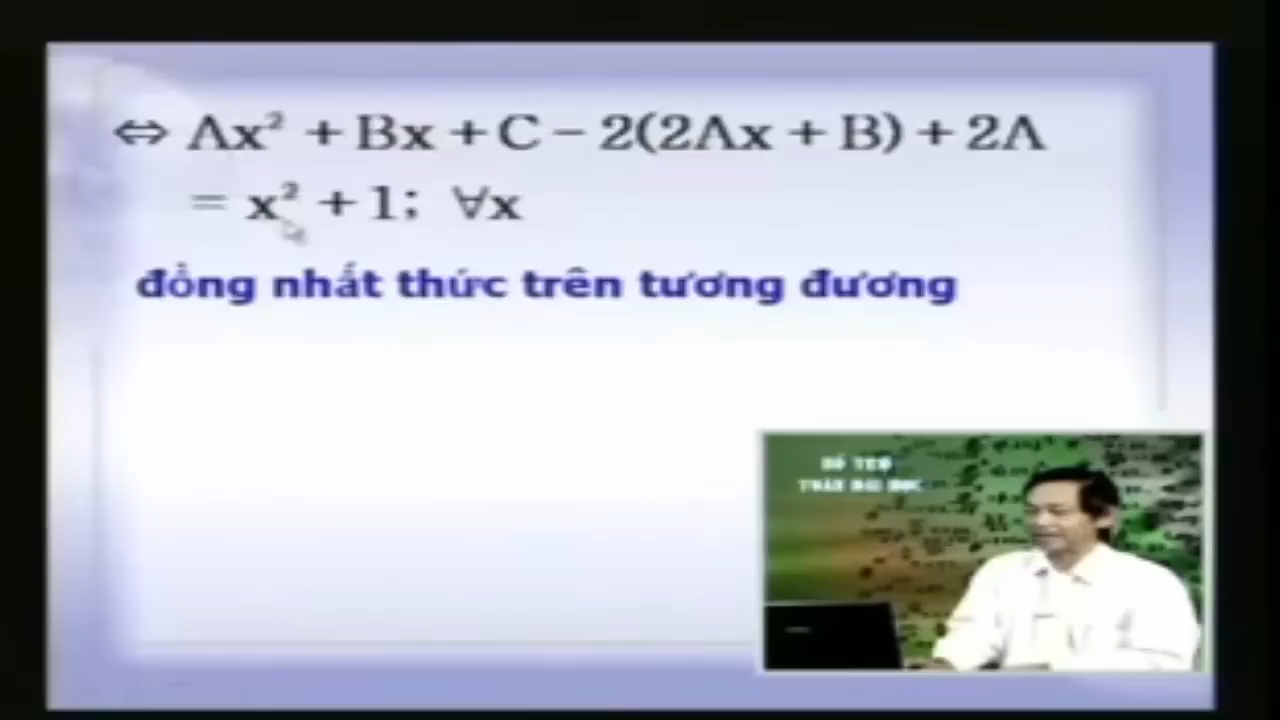 ⇔ Ax² + Bx + C − 2(2Ax + B) + 2A
= x² + 1; ∀x
đồng nhất thức trên tương đương